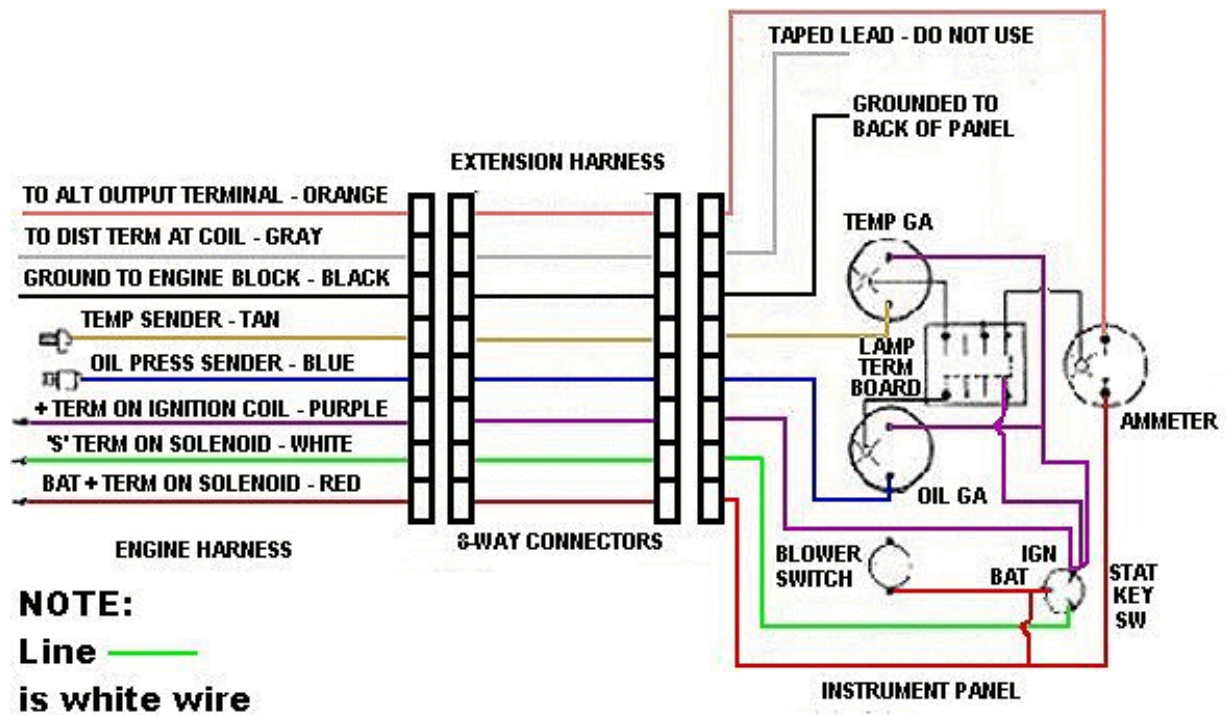 TAPED LEAD - DO NOT USE
GROUNDED TO
BACK OF PANEL
EXTENSION HARNESS
TO ALT OUTPUT TERMINAL - ORANGE
TO DIST TERM AT COIL - GRAY
GROUND TO ENGINE BLOCK - BLACK
TEMP SENDER - TAN
OIL PRESS SENDER - BLUE
+ TERM ON IGNITION COIL - PURPLE
'S' TERM ON SOLENOID - WHITE
BAT + TERM ON SOLENOID - RED
TEMP GA
LAMP
TERM
BOARD
AMMETER
OIL GA
ENGINE HARNESS
8-WAY CONNECTORS
BLOWER
SWITCH
IGN
BAT
STAT
KEY
SW
INSTRUMENT PANEL
NOTE:
Line
is white wire